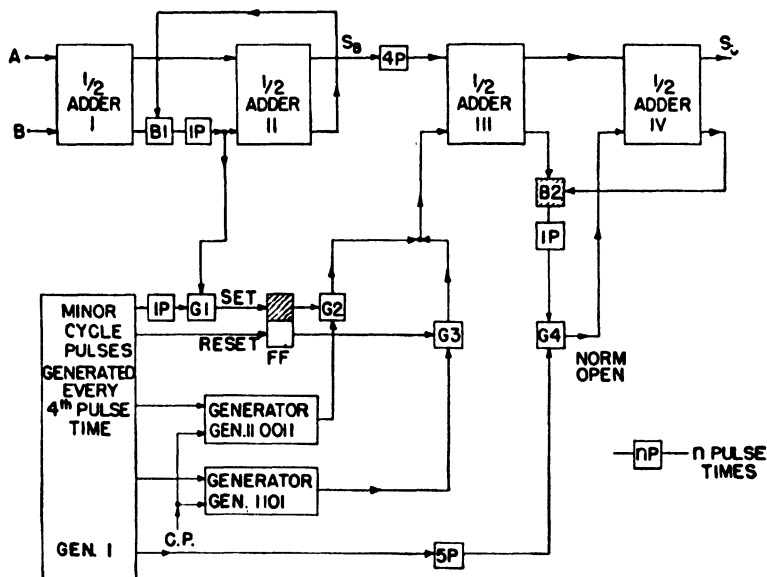 A
B
1/2
ADDER
I
B1
1P
1/2
ADDER
II
S_B
4P
1/2
ADDER
III
1/2
ADDER
IV
B2
1P
G4
NORM
OPEN
MINOR
CYCLE
PULSES
GENERATED
EVERY
4th PULSE
TIME
GEN. I
1P
G1
SET
RESET
FF
G2
G3
GENERATOR
GEN. II 0011
GENERATOR
GEN. 1101
C.P.
5P
nP
n PULSE
TIMES